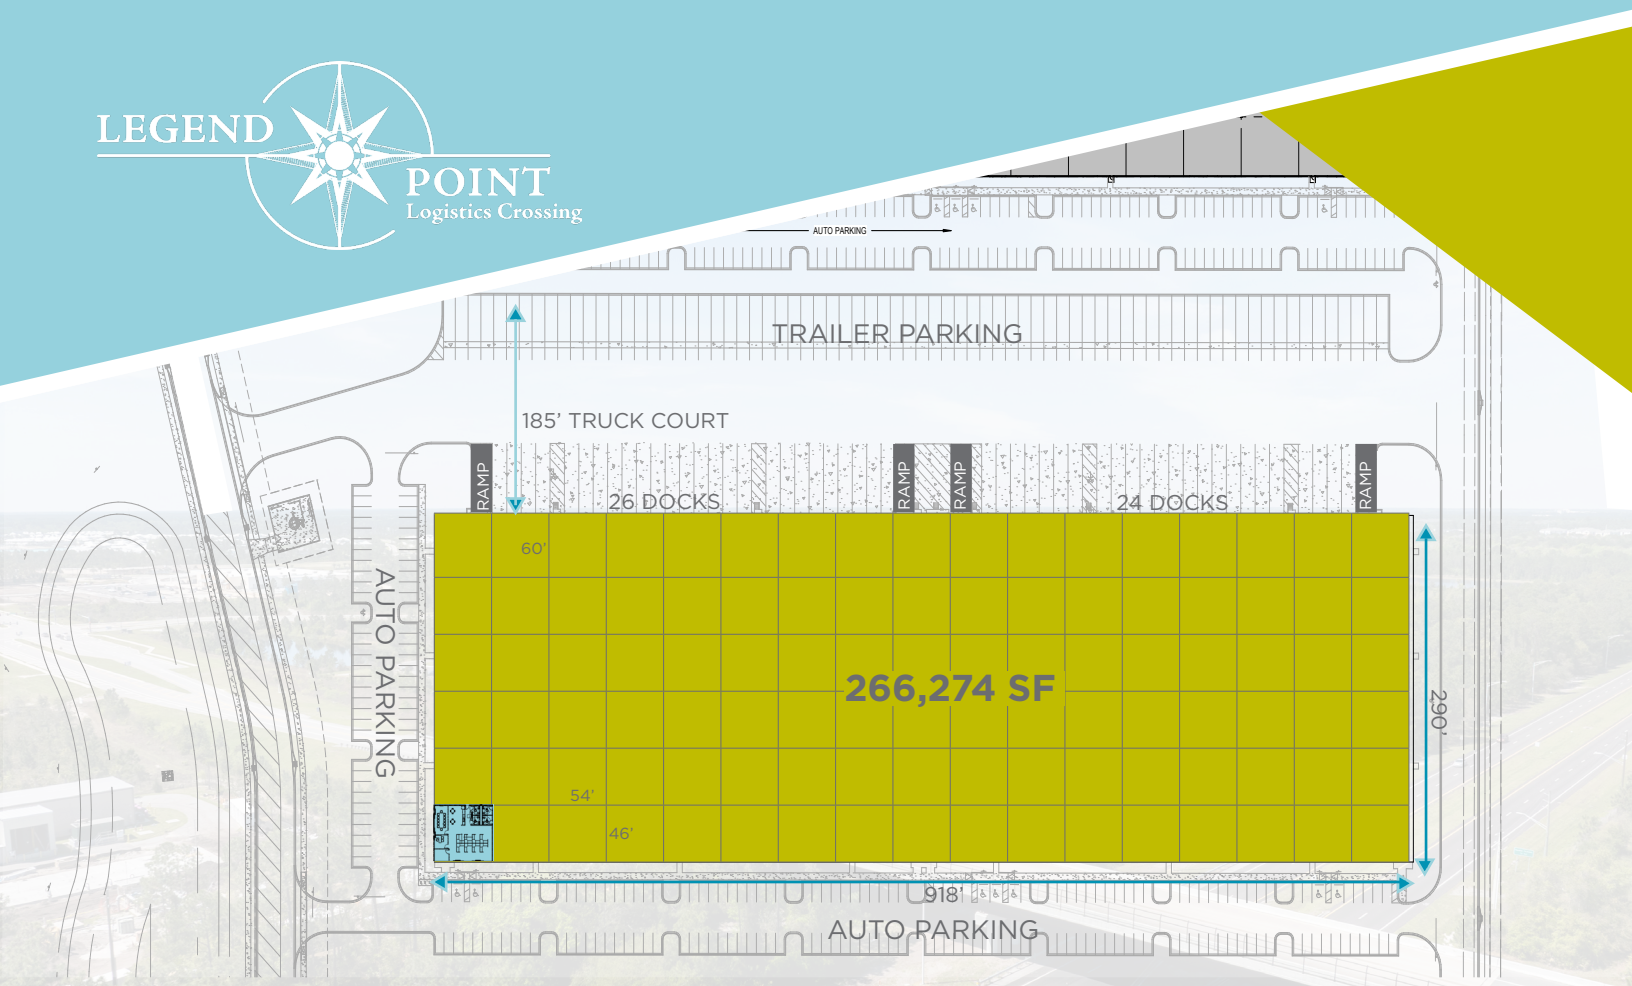 LEGEND
POINT
Logistics Crossing
AUTO PARKING
TRAILER PARKING
185’ TRUCK COURT
RAMP
26 DOCKS
RAMP
RAMP
24 DOCKS
RAMP
60’
AUTO PARKING
266,274 SF
290’
54’
46’
918’
AUTO PARKING